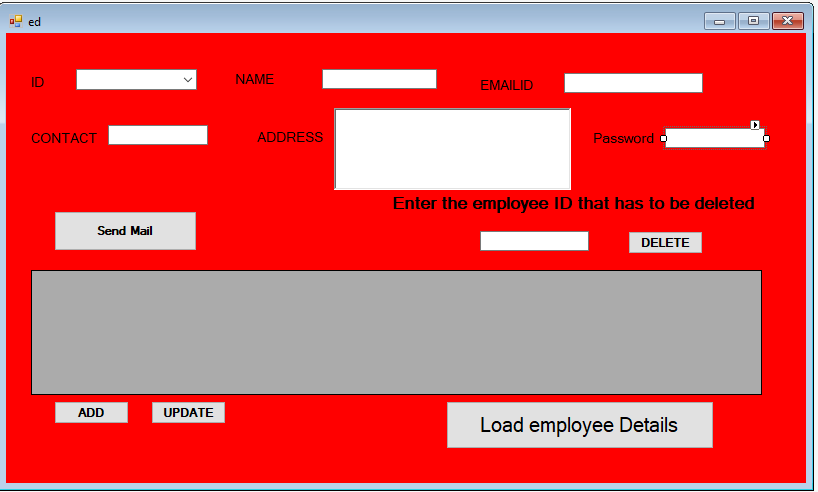 ed
ID
NAME
EMAILID
CONTACT
ADDRESS
Password
Enter the employee ID that has to be deleted
Send Mail
DELETE
ADD
UPDATE
Load employee Details